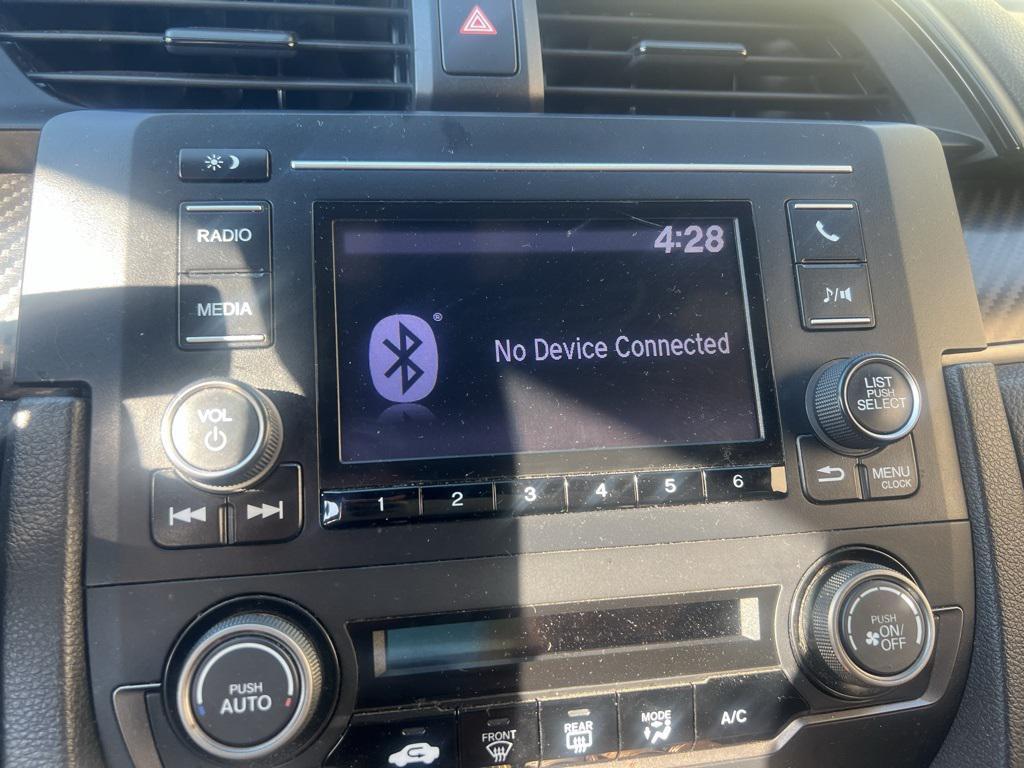 RADIO
4:28
MEDIA
®
No Device Connected
VOL
LIST
PUSH
SELECT
MENU
CLOCK
1 2 3 4 5 6
PUSH
AUTO
PUSH
ON/
OFF
FRONT
REAR
MODE
A/C